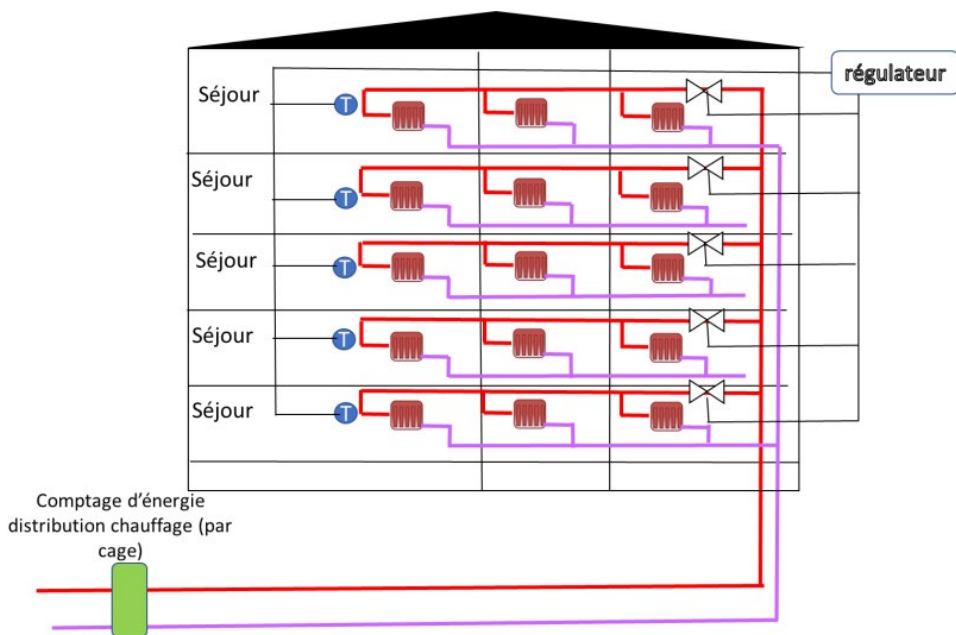 régulateur
Séjour
T
Séjour
T
Séjour
T
Séjour
T
Séjour
T
Comptage d’énergie
distribution chauffage (par
cage)